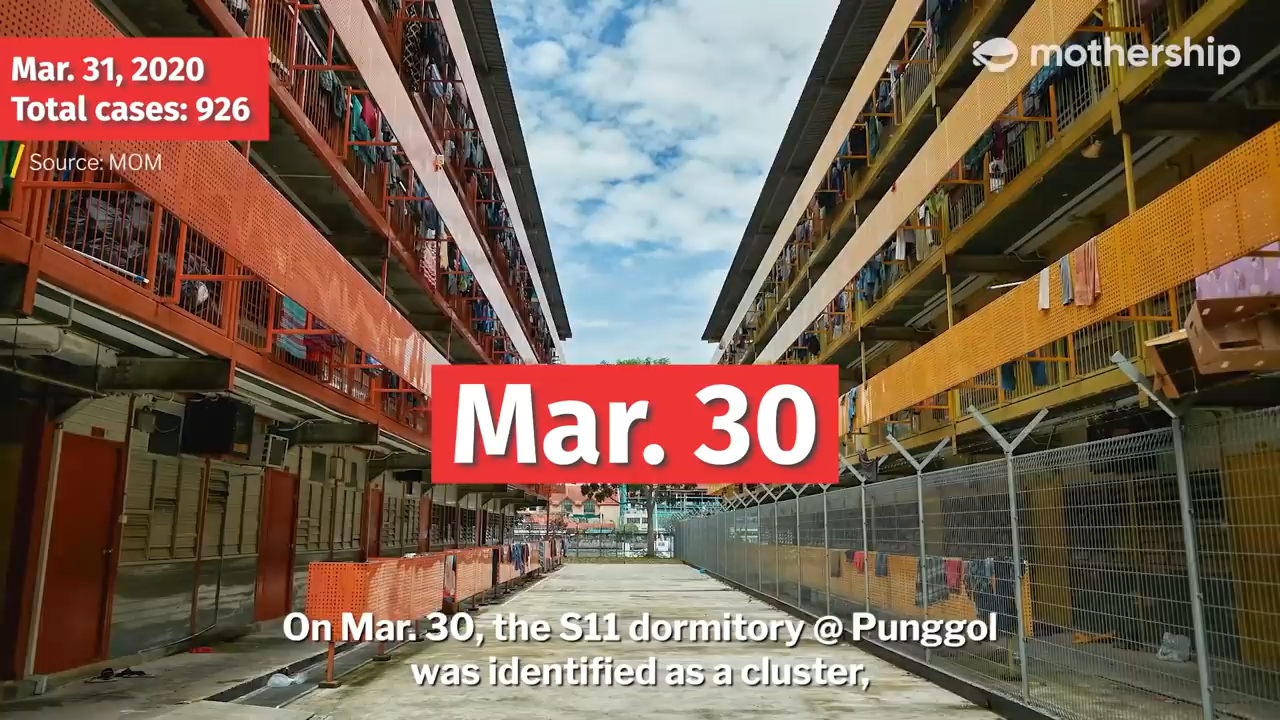 Mar. 31, 2020
Total cases: 926
Source: MOM
mothership
Mar. 30
On Mar. 30, the S11 dormitory @ Punggol
was identified as a cluster,